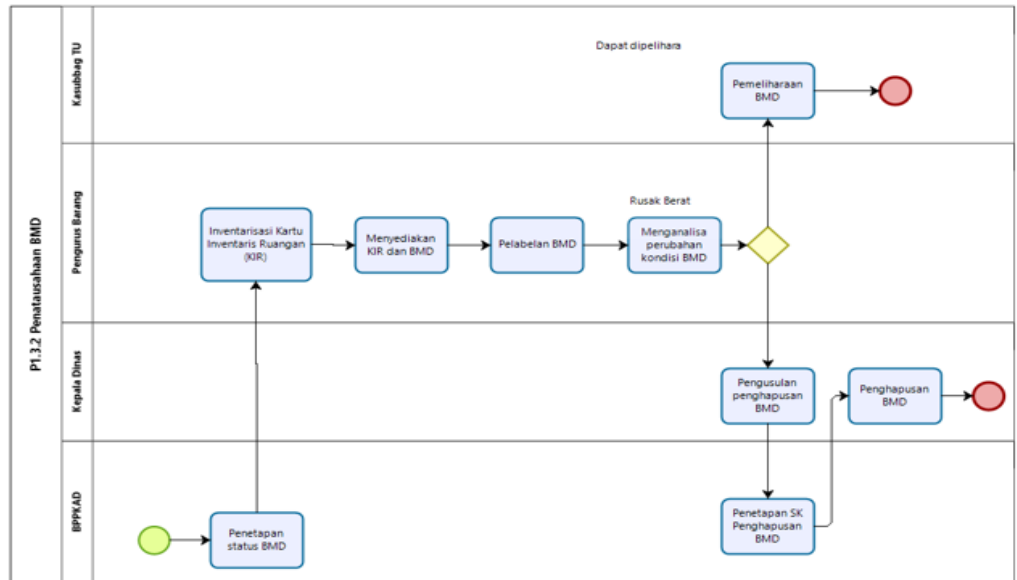 P1.3.2 Penatausahaan BMD
Kasubbag TU
Dapat dipelihara
Pemeliharaan
BMD
Pengurus Barang
Inventarisasi Kartu
Inventaris Ruangan
(KIR)
Menyediakan
KIR dan BMD
Pelabelan BMD
Rusak Berat
Menganalisa
perubahan
kondisi BMD
Kepala Dinas
Pengusulan
penghapusan
BMD
Penghapusan
BMD
BPPKAD
Penetapan
status BMD
Penetapan SK
Penghapusan
BMD